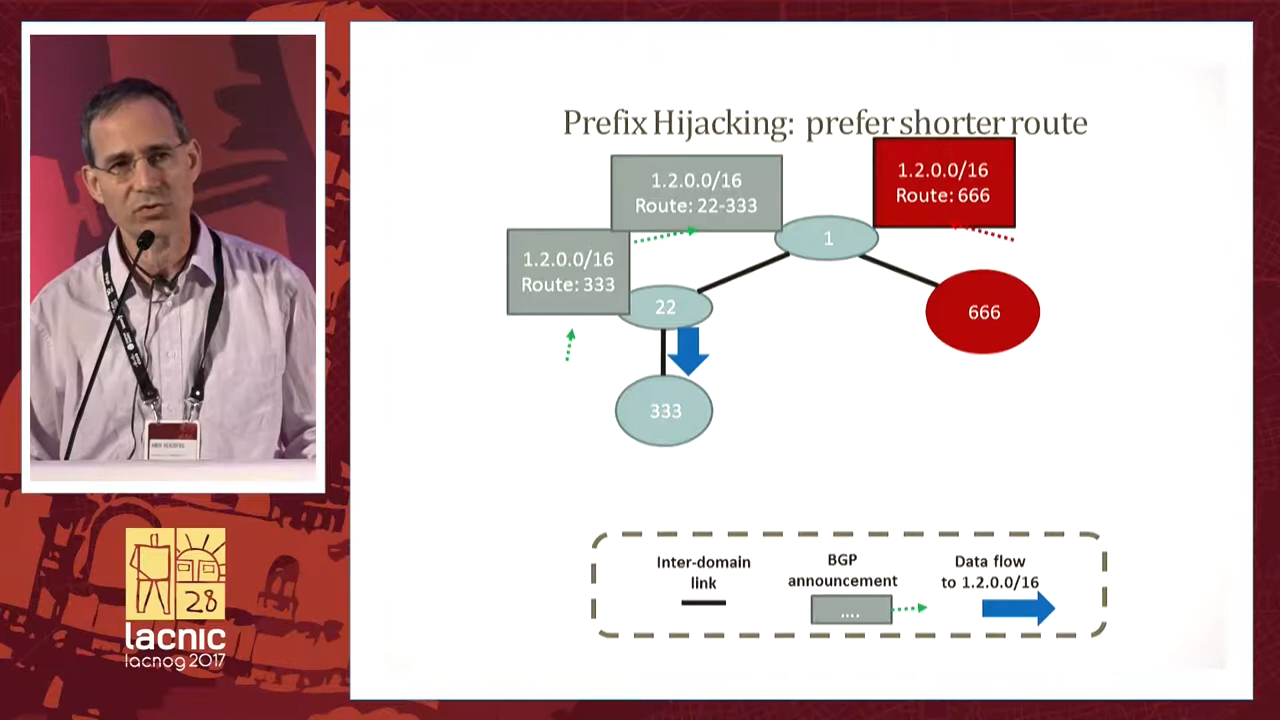 Prefix Hijacking: prefer shorter route
1.2.0.0/16
Route: 22-333
1.2.0.0/16
Route: 666
1
1.2.0.0/16
Route: 333
22
666
333
Inter-domain
link
BGP
announcement
....
Data flow
to 1.2.0.0/16
28
lacnic
lacnog 2017